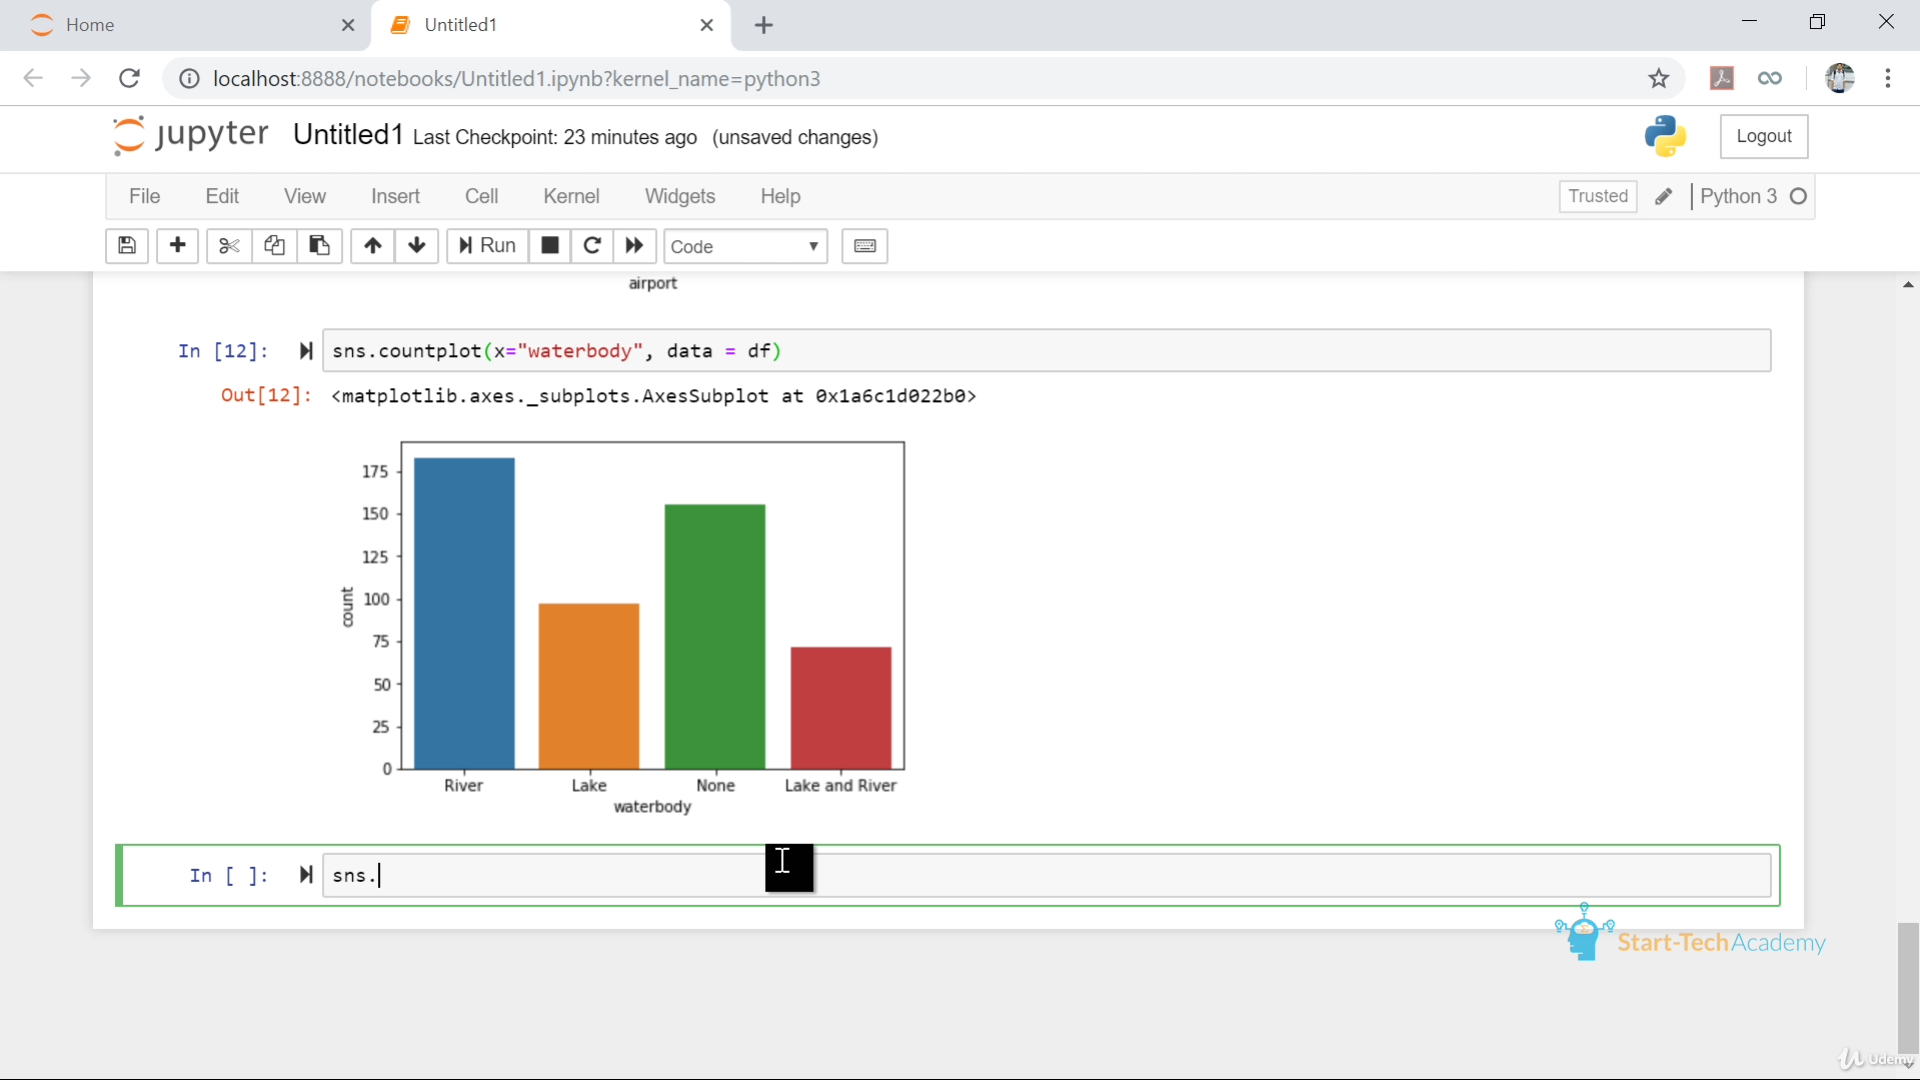 Home
Untitled1
localhost:8888/notebooks/Untitled1.ipynb?kernel_name=python3
jupyter Untitled1 Last Checkpoint: 23 minutes ago (unsaved changes)
Logout
File Edit View Insert Cell Kernel Widgets Help
Trusted Python 3
Run Code
airport
In [12]: sns.countplot(x="waterbody", data = df)
Out[12]: <matplotlib.axes._subplots.AxesSubplot at 0x1a6c1d022b0>
175
150
125
100
75
50
25
0
count
River Lake None Lake and River
waterbody
In [ ]: sns.
Start-TechAcademy
Udemy